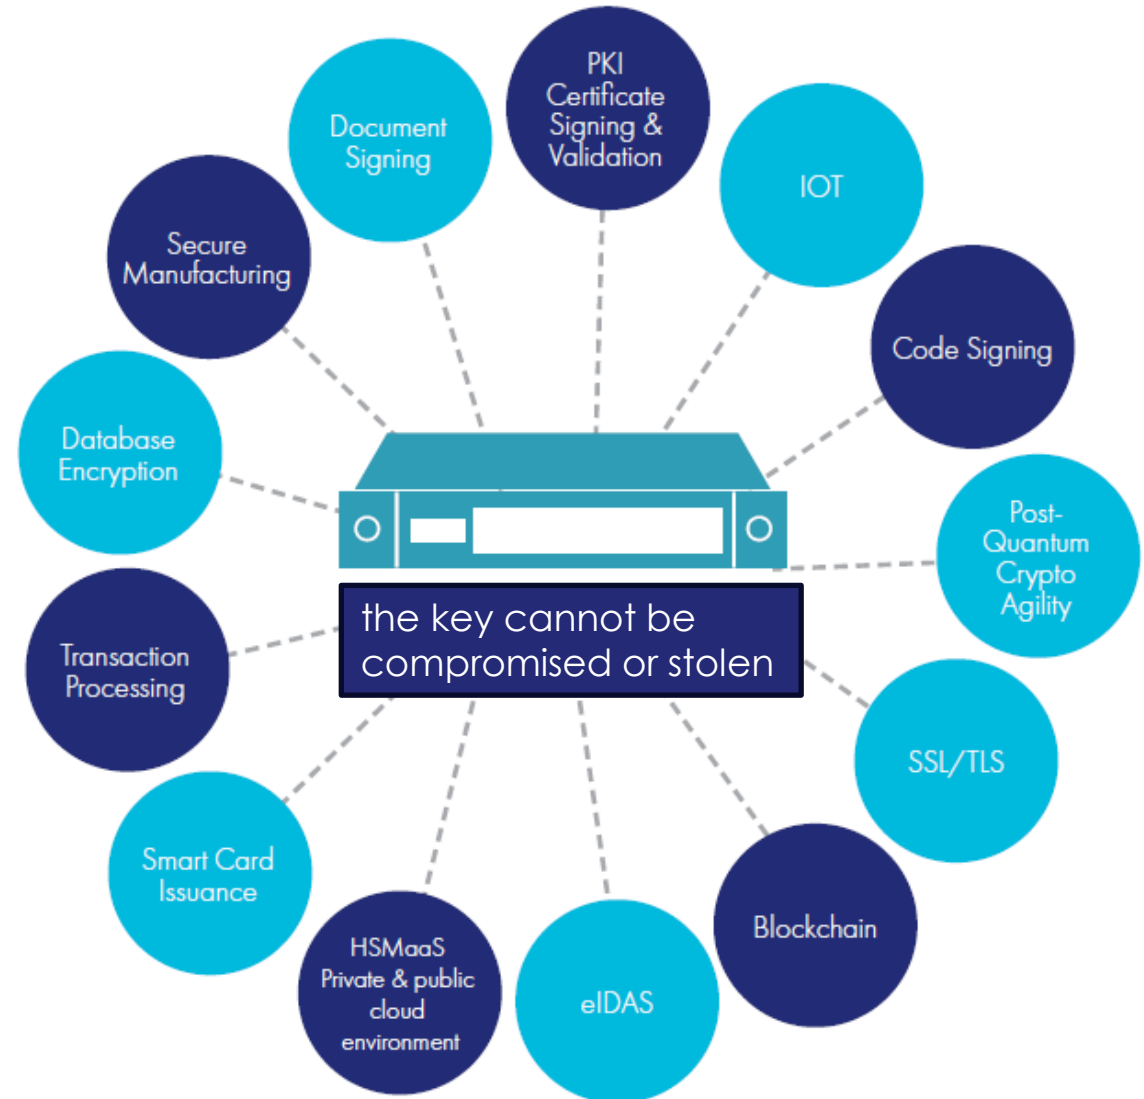 PKI
Certificate
Signing &
Validation
IOT
Code Signing
Post-
Quantum
Crypto
Agility
SSL/TLS
Blockchain
eIDAS
HSMaaS
Private & public
cloud
environment
Smart Card
Issuance
Transaction
Processing
Database
Encryption
Secure
Manufacturing
Document
Signing
the key cannot be
compromised or stolen